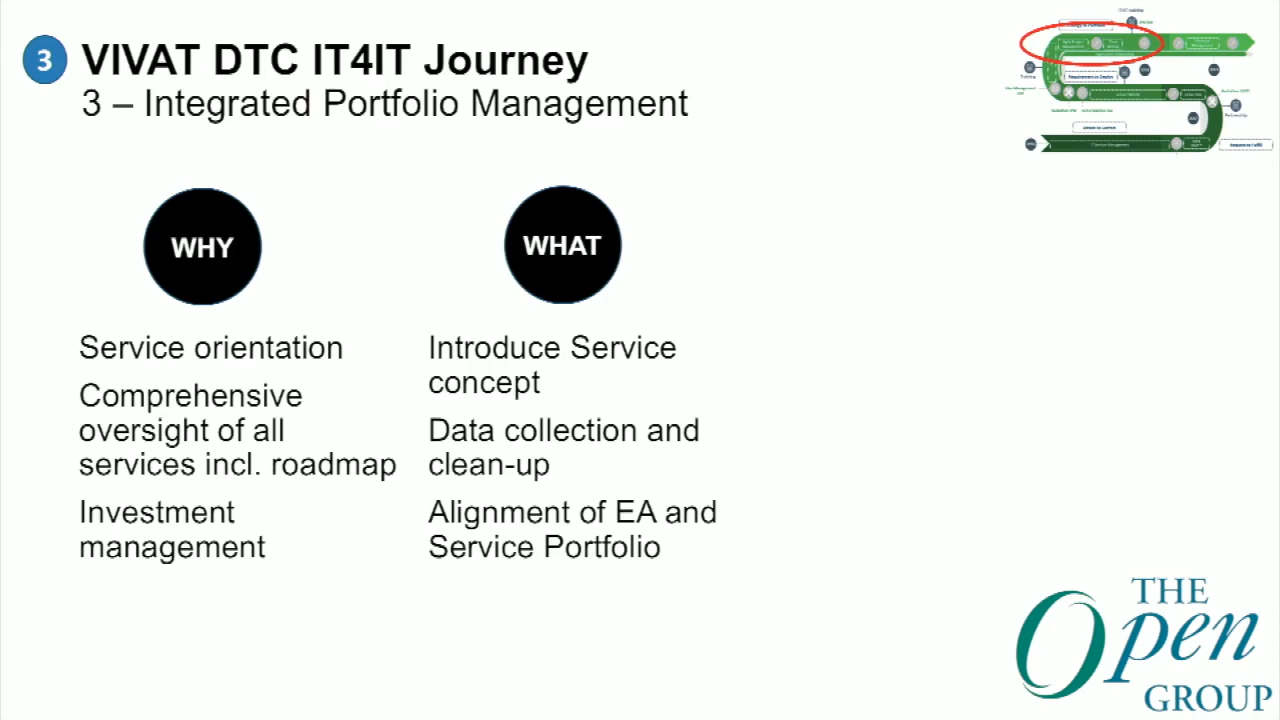 3
VIVAT DTC IT4IT Journey
3 – Integrated Portfolio Management
WHY
Service orientation
Comprehensive
oversight of all
services incl. roadmap
Investment
management
WHAT
Introduce Service
concept
Data collection and
clean-up
Alignment of EA and
Service Portfolio
Training
Partnership
THE
Open
GROUP